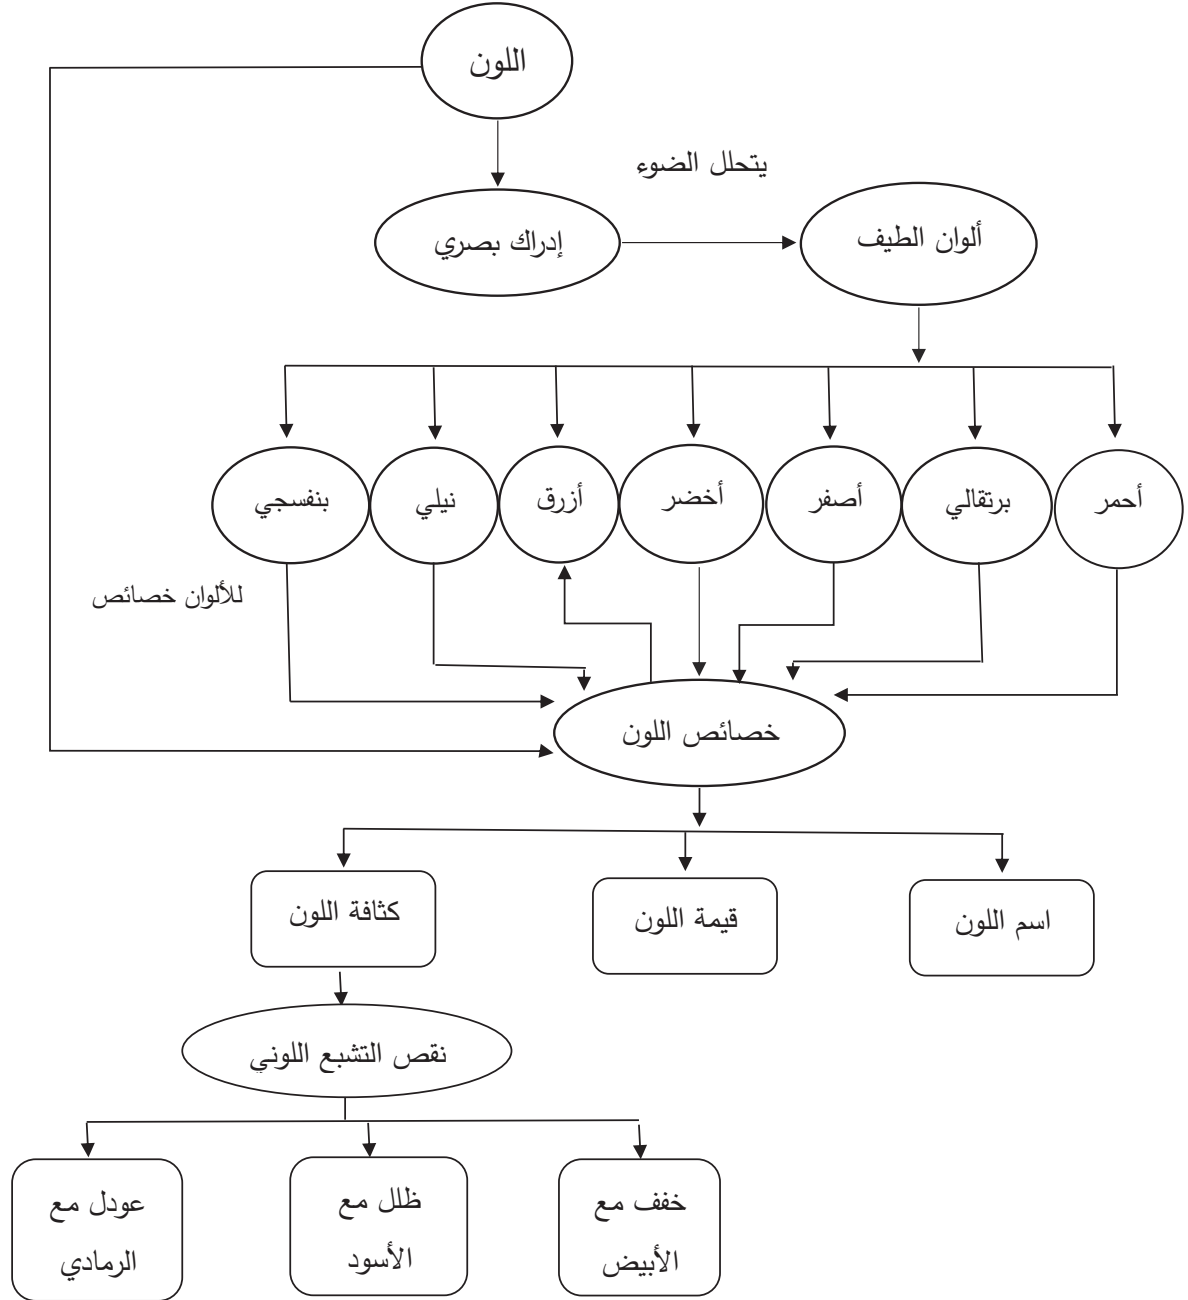 اللون
يتحلل الضوء
ألوان الطيف
إدراك بصري
أحمر
برتقالي
أصفر
أخضر
أزرق
نيلي
بنفسجي
للألوان خصائص
خصائص اللون
اسم اللون
قيمة اللون
كثافة اللون
نقص التشبع اللوني
خفف مع
الأبيض
ظلل مع
الأسود
عودل مع
الرمادي